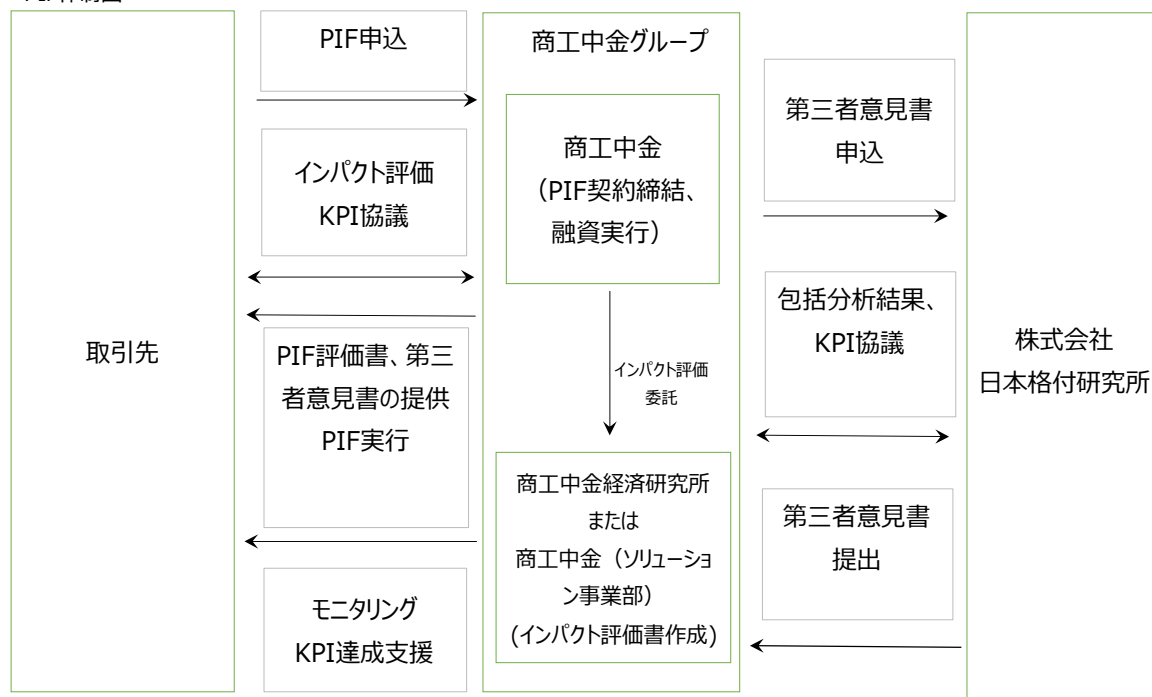 PIF申込
商工中金グループ
第三者意見書
申込
商工中金
(PIF契約締結、
融資実行)
インパクト評価
KPI協議
取引先
PIF評価書、第三
者意見書の提供
PIF実行
インパクト評価
委託
包括分析結果、
KPI協議
株式会社
日本格付研究所
商工中金経済研究所
または
商工中金(ソリューショ
ン事業部)
(インパクト評価書作成)
第三者意見書
提出
モニタリング
KPI達成支援